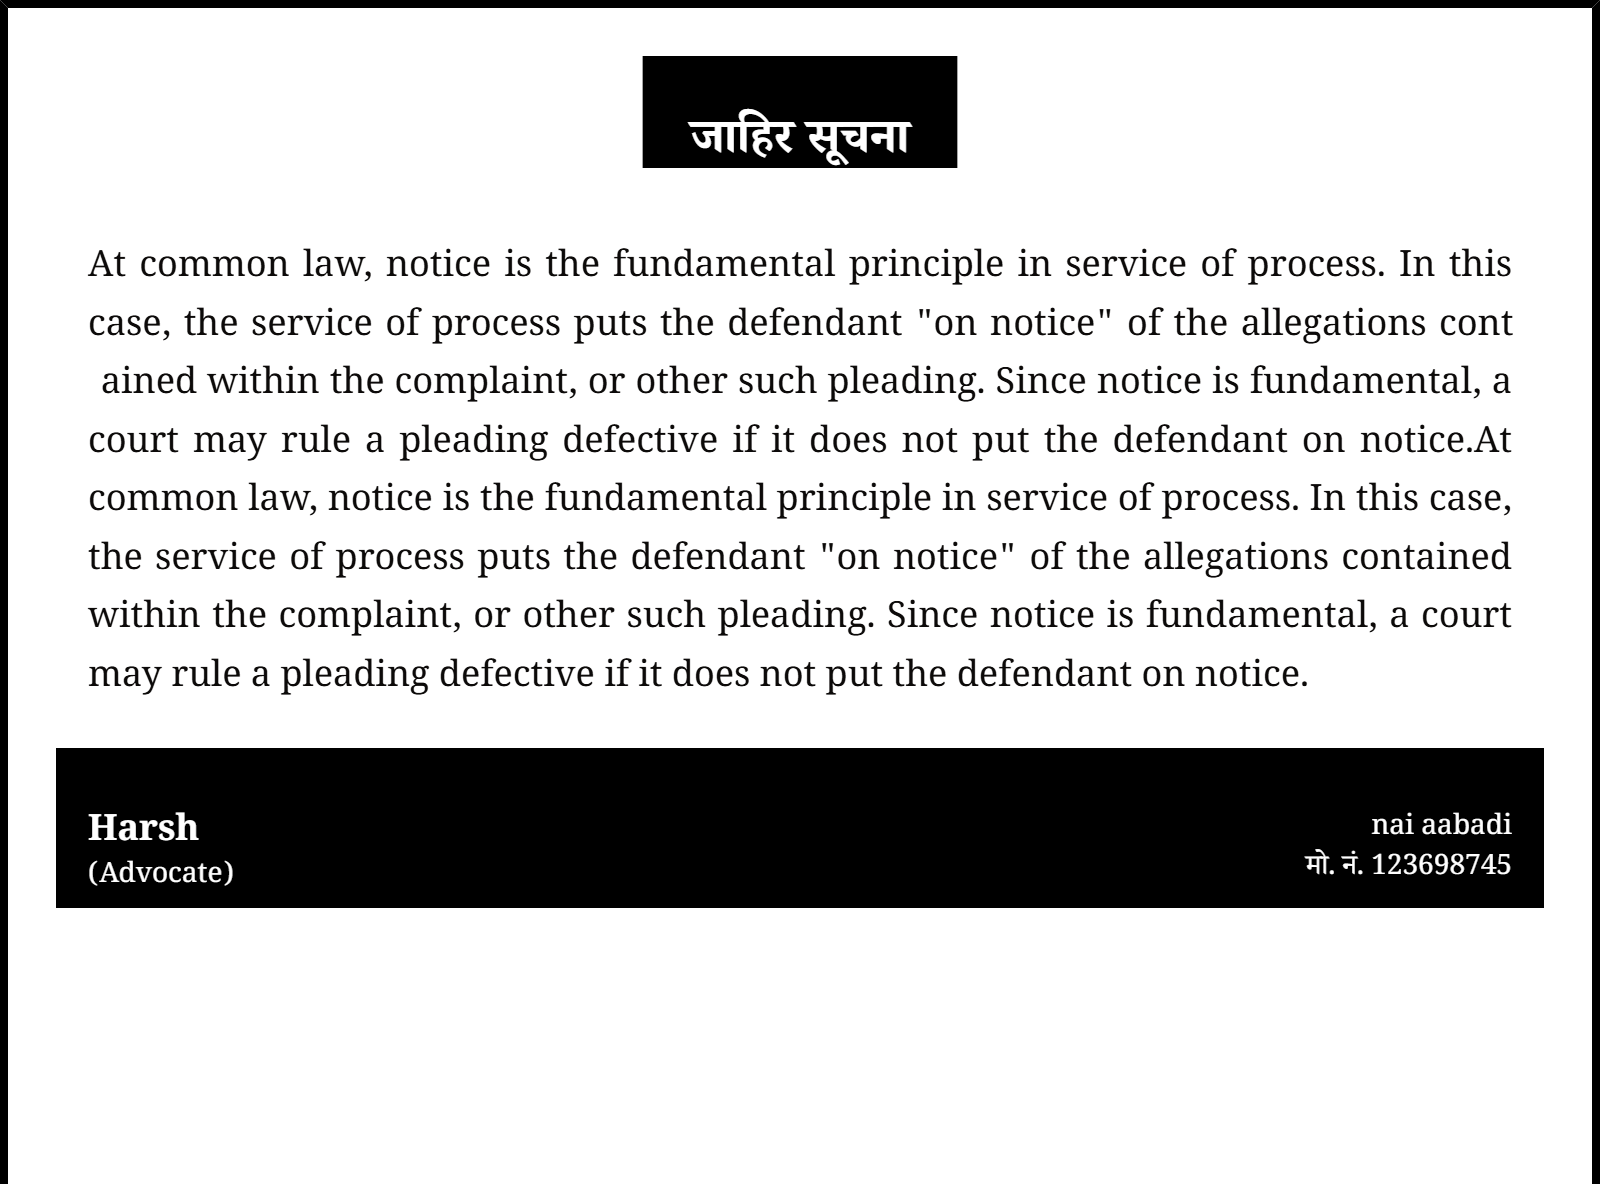 जाहिर सूचना
At common law, notice is the fundamental principle in service of process. In this
case, the service of process puts the defendant "on notice" of the allegations cont
ained within the complaint, or other such pleading. Since notice is fundamental, a
court may rule a pleading defective if it does not put the defendant on notice.At
common law, notice is the fundamental principle in service of process. In this case,
the service of process puts the defendant "on notice" of the allegations contained
within the complaint, or other such pleading. Since notice is fundamental, a court
may rule a pleading defective if it does not put the defendant on notice.
Harsh
(Advocate)
nai aabadi
मो. नं. 123698745